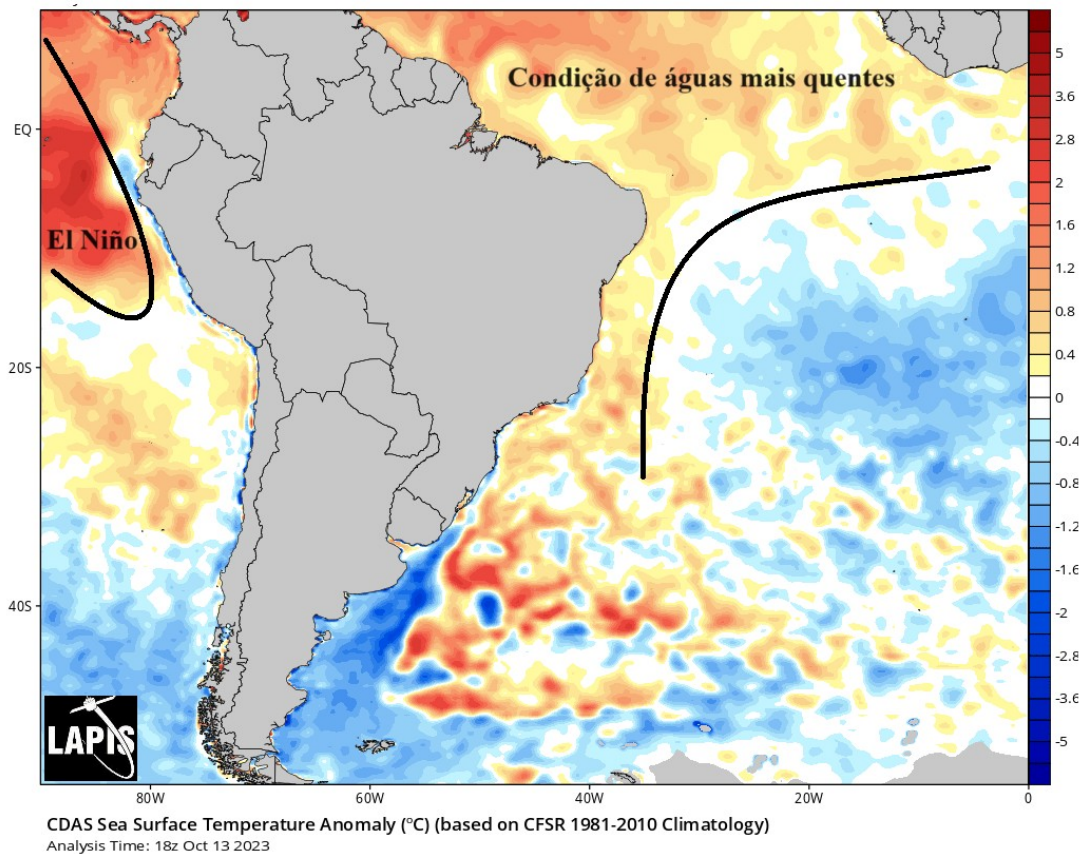 Condição de águas mais quentes
El Niño
EQ
20S
40S
80W
60W
40W
20W
0
5
3.6
2.8
2
1.6
1.2
0.8
0.4
0
-0.4
-0.8
-1.2
-1.6
-2
-2.8
-3.6
-5
LAPIS
CDAS Sea Surface Temperature Anomaly (°C) (based on CFSR 1981-2010 Climatology)
Analysis Time: 18z Oct 13 2023